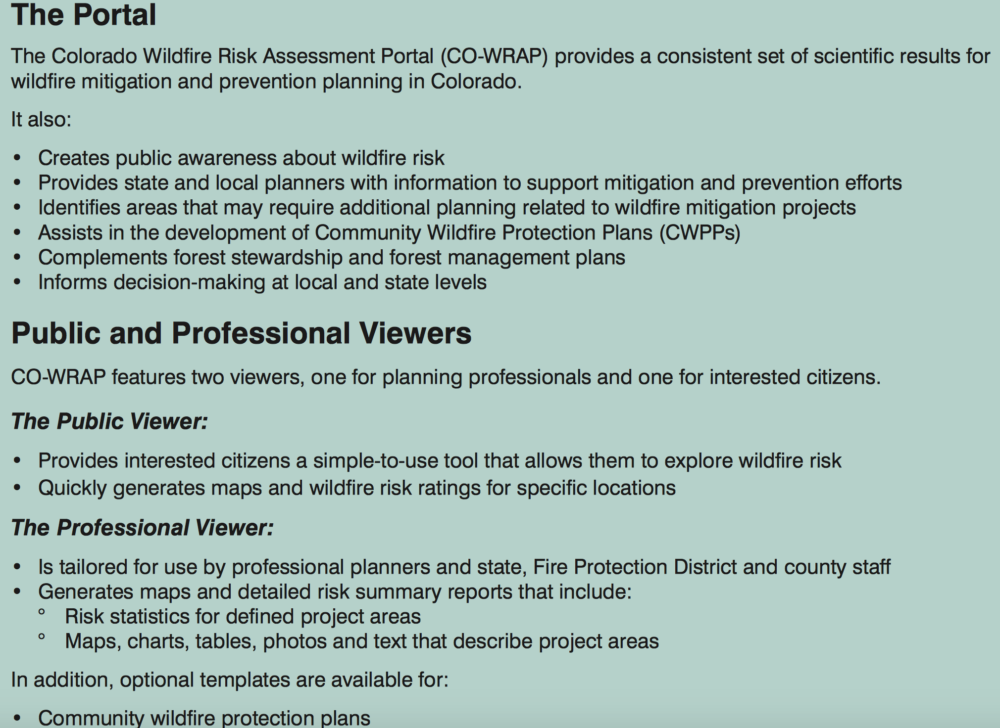 The Portal
The Colorado Wildfire Risk Assessment Portal (CO-WRAP) provides a consistent set of scientific results for
wildfire mitigation and prevention planning in Colorado.
It also:
• Creates public awareness about wildfire risk
• Provides state and local planners with information to support mitigation and prevention efforts
• Identifies areas that may require additional planning related to wildfire mitigation projects
• Assists in the development of Community Wildfire Protection Plans (CWPPs)
• Complements forest stewardship and forest management plans
• Informs decision-making at local and state levels
Public and Professional Viewers
CO-WRAP features two viewers, one for planning professionals and one for interested citizens.
The Public Viewer:
• Provides interested citizens a simple-to-use tool that allows them to explore wildfire risk
• Quickly generates maps and wildfire risk ratings for specific locations
The Professional Viewer:
• Is tailored for use by professional planners and state, Fire Protection District and county staff
• Generates maps and detailed risk summary reports that include:
° Risk statistics for defined project areas
° Maps, charts, tables, photos and text that describe project areas
In addition, optional templates are available for:
• Community wildfire protection plans